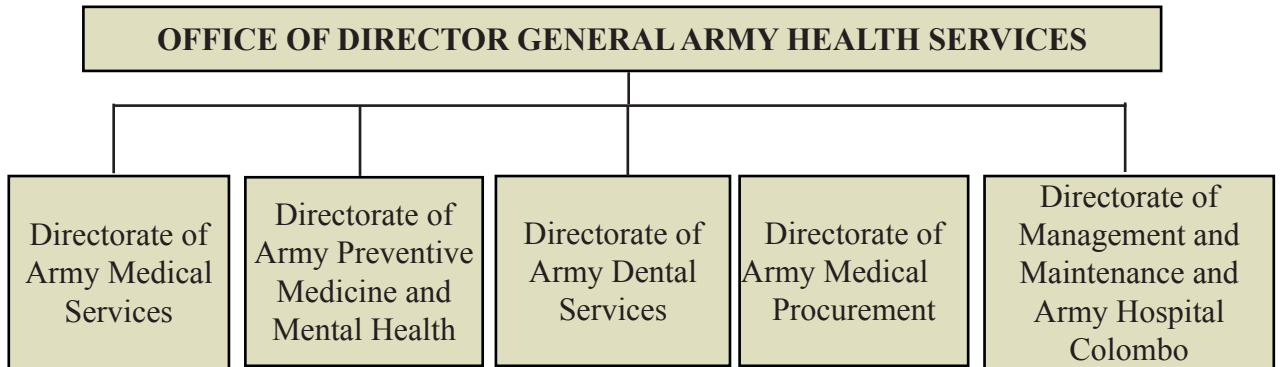 OFFICE OF DIRECTOR GENERAL ARMY HEALTH SERVICES
Directorate of
Army Medical
Services
Directorate of
Army Preventive
Medicine and
Mental Health
Directorate of
Army Dental
Services
Directorate of
Army Medical
Procurement
Directorate of
Management and
Maintenance and
Army Hospital
Colombo